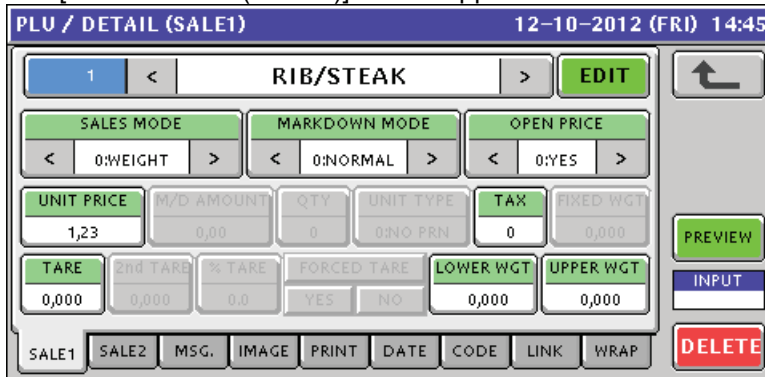 PLU / DETAIL (SALE1) 12-10-2012 (FRI) 14:45
1 < RIB/STEAK > EDIT
SALES MODE MARKDOWN MODE OPEN PRICE
< 0:WEIGHT > < 0:NORMAL > < 0:YES >
UNIT PRICE M/D AMOUNT QTY UNIT TYPE TAX FIXED WGT
1,23 0,00 0 0:NO PRN 0 0,000
PREVIEW
TARE 2nd TARE % TARE FORCED TARE LOWER WGT UPPER WGT
INPUT
0,000 0,000 0.0 YES NO 0,000 0,000
SALE1 SALE2 MSG. IMAGE PRINT DATE CODE LINK WRAP
DELETE